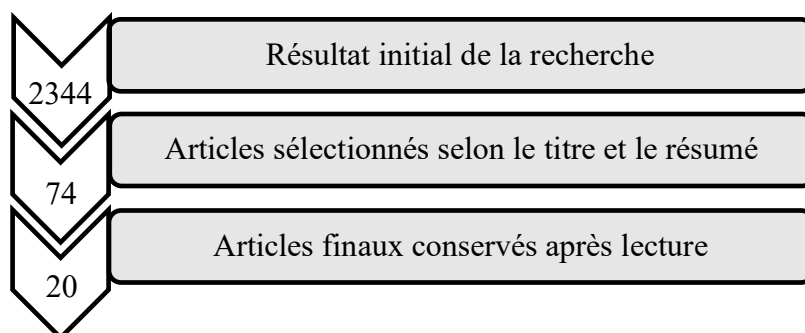 Résultat initial de la recherche
2344
Articles sélectionnés selon le titre et le résumé
74
Articles finaux conservés après lecture
20